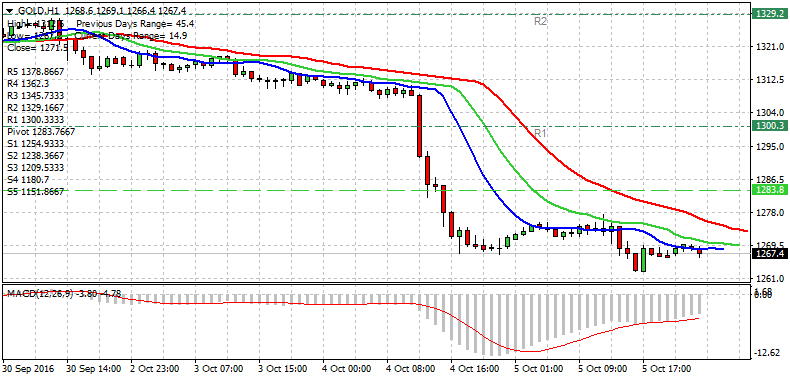 GOLD,H1 1268.6 1269.1 1266.4 1267.4
Previous Days Range= 45.4
Days Range= 14.9
Close= 1271.5
R5 1378.8667
R4 1362.3
R3 1345.7333
R2 1329.1667
R1 1300.3333
Pivot 1283.7667
S1 1254.9333
S2 1238.3667
S3 1209.5333
S4 1180.7
S5 1151.8667
R2
R1
1329.2
1321.0
1312.5
1304.0
1300.3
1295.0
1286.5
1283.8
1278.0
1269.5
1267.4
1261.0
MACD(12,26,9) -3.80 -4.78
0.00
-12.62
30 Sep 2016
30 Sep 14:00
2 Oct 23:00
3 Oct 07:00
3 Oct 15:00
4 Oct 00:00
4 Oct 08:00
4 Oct 16:00
5 Oct 01:00
5 Oct 09:00
5 Oct 17:00